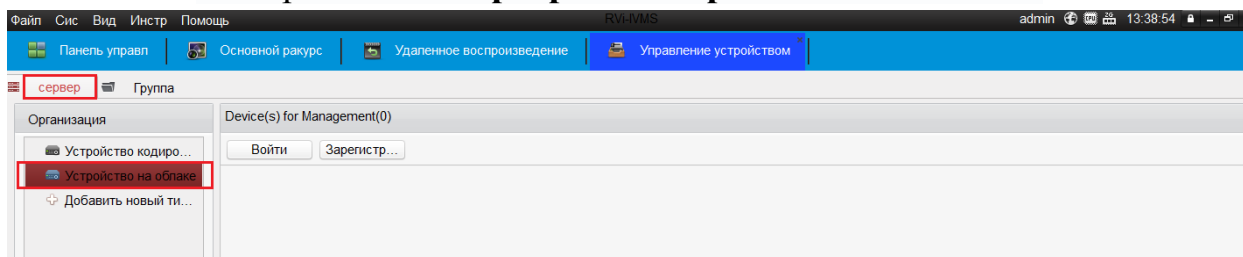 Файл Сис Вид Инстр Помощь RVi-IVMS admin 13:38:54
Панель управл Основной ракурс Удаленное воспроизведение Управление устройством
сервер Группа
Организация Device(s) for Management(0)
Устройство кодиро... Войти Зарегистр...
Устройство на облаке
Добавить новый ти...